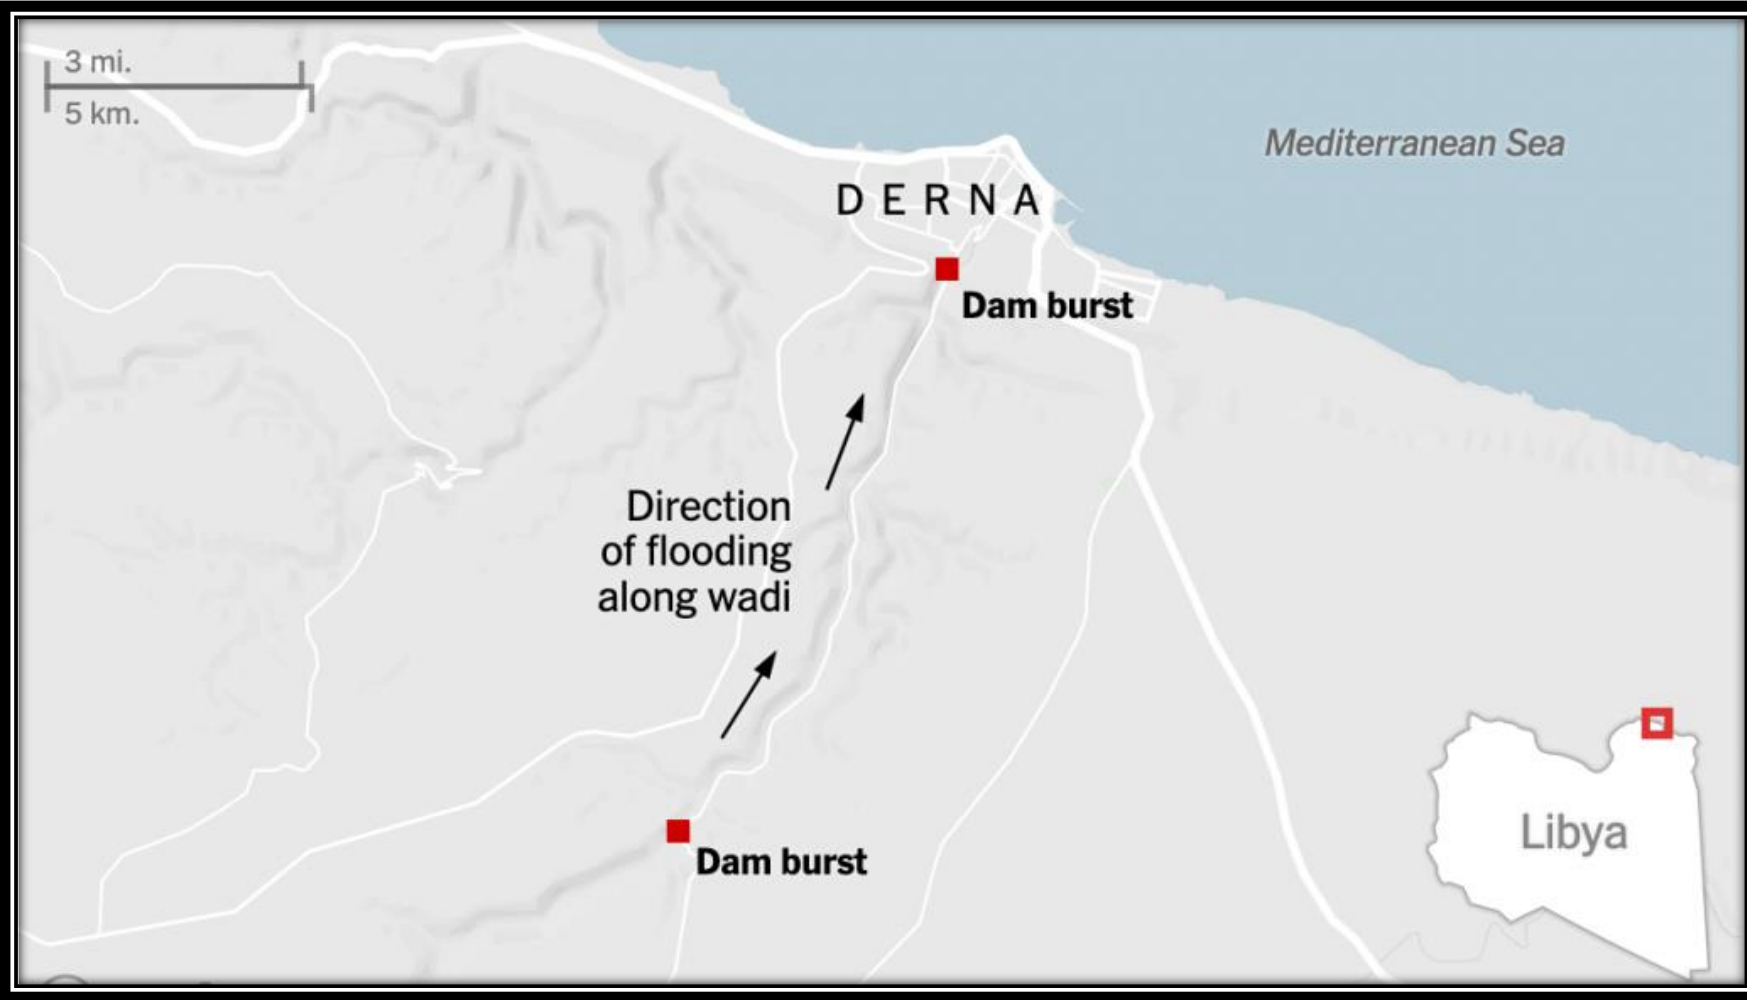 3 mi.
5 km.
Mediterranean Sea
DERNA
Dam burst
Direction
of flooding
along wadi
Dam burst
Libya